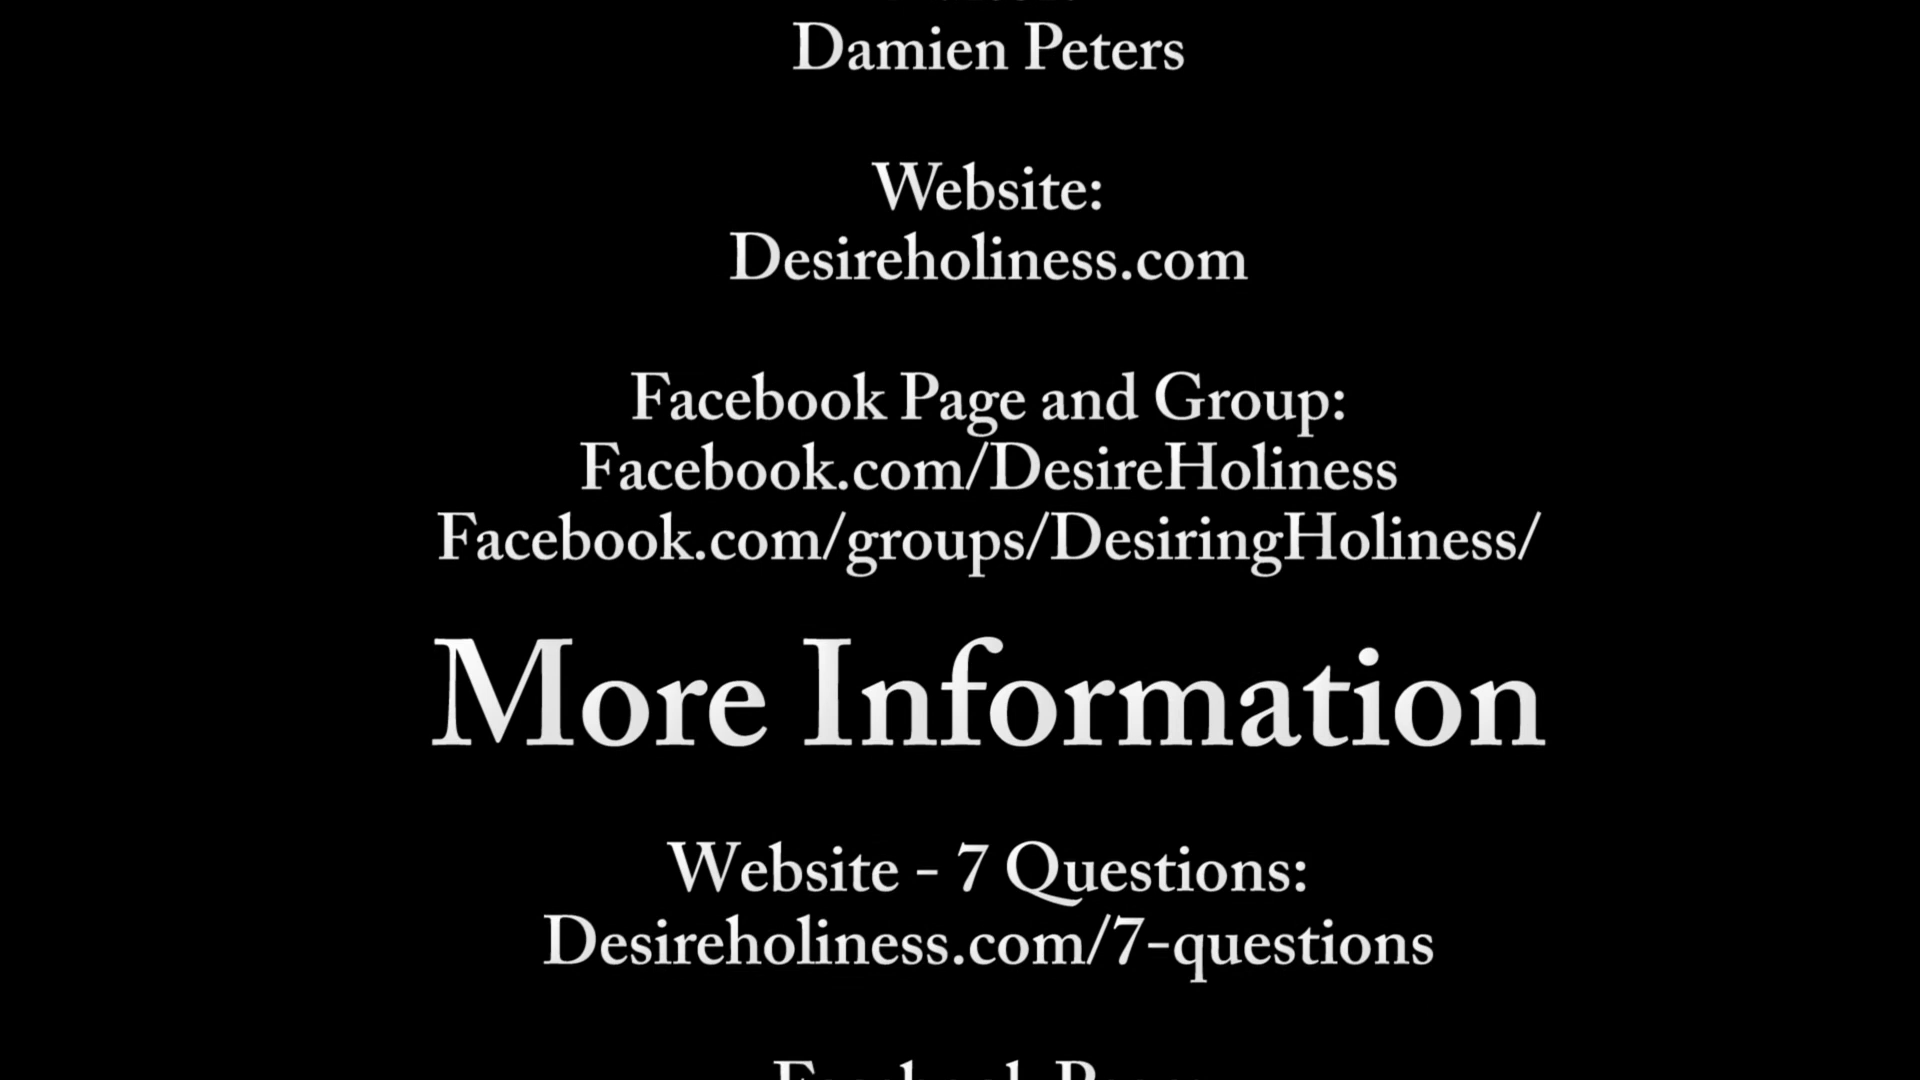 Damien Peters
Website:
Desireholiness.com
Facebook Page and Group:
Facebook.com/DesireHoliness
Facebook.com/groups/DesiringHoliness/
More Information
Website - 7 Questions:
Desireholiness.com/7-questions